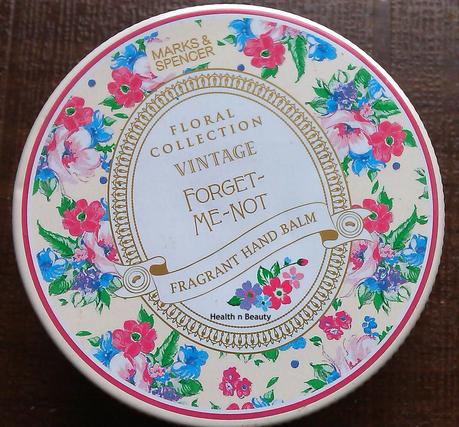 MARKS &
SPENCER
FLORAL
COLLECTION
VINTAGE
FORGET-
ME-NOT
FRAGRANT HAND BALM
Health n Beauty